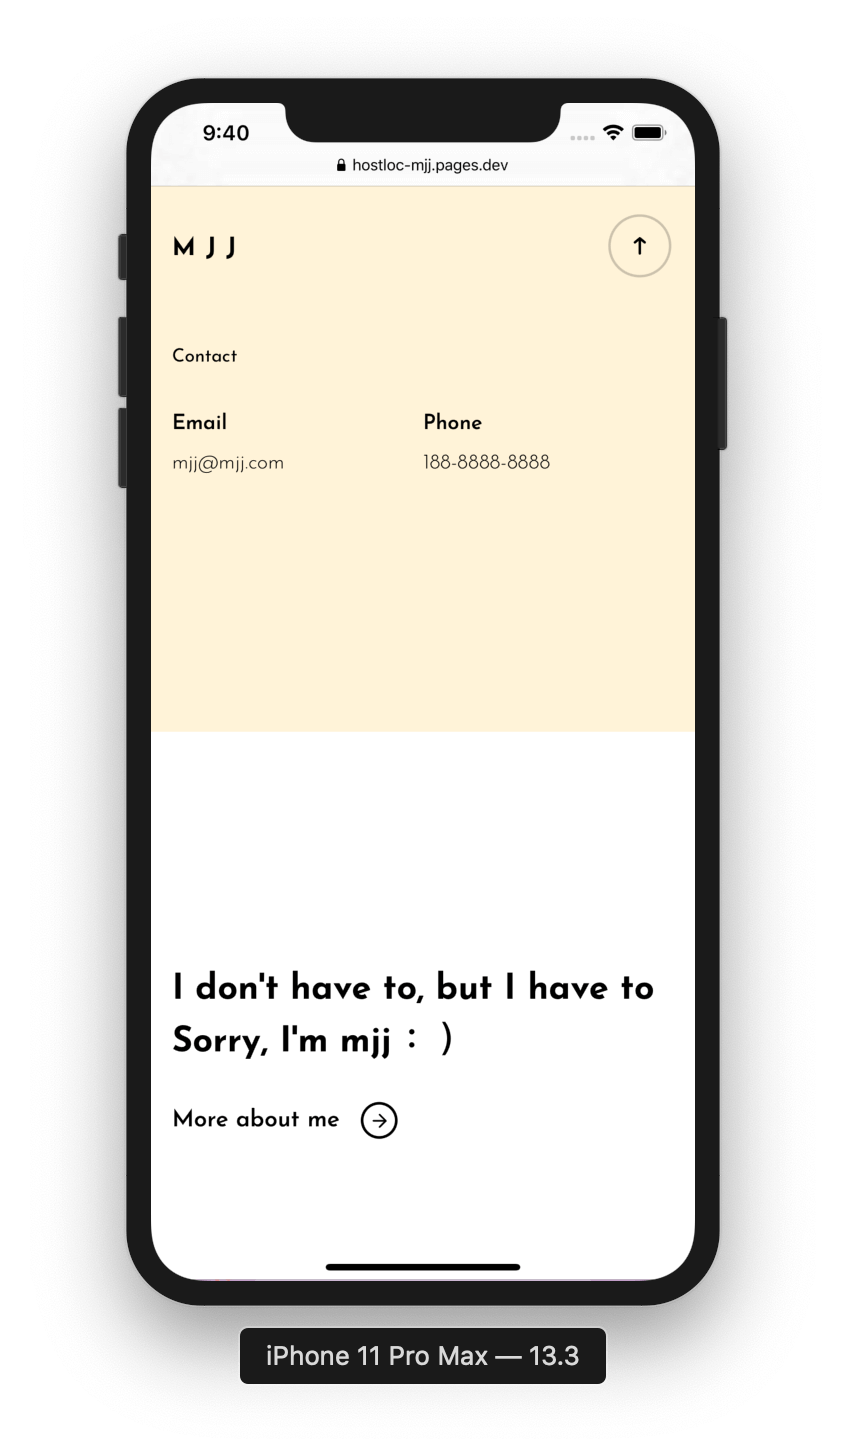 9:40
hostloc-mjj.pages.dev
M J J
Contact
Email Phone
mjj@mjj.com 188-8888-8888
I don't have to, but I have to
Sorry, I'm mjj : )
More about me
iPhone 11 Pro Max — 13.3